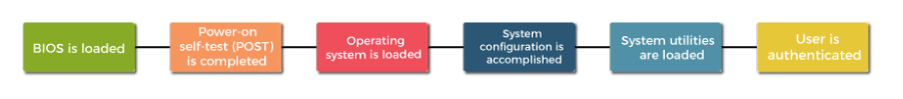 BIOS is loaded
Power-on
self-test (POST)
is completed
Operating
system is loaded
System
configuration is
accomplished
System utilities
are loaded
User is
authenticated